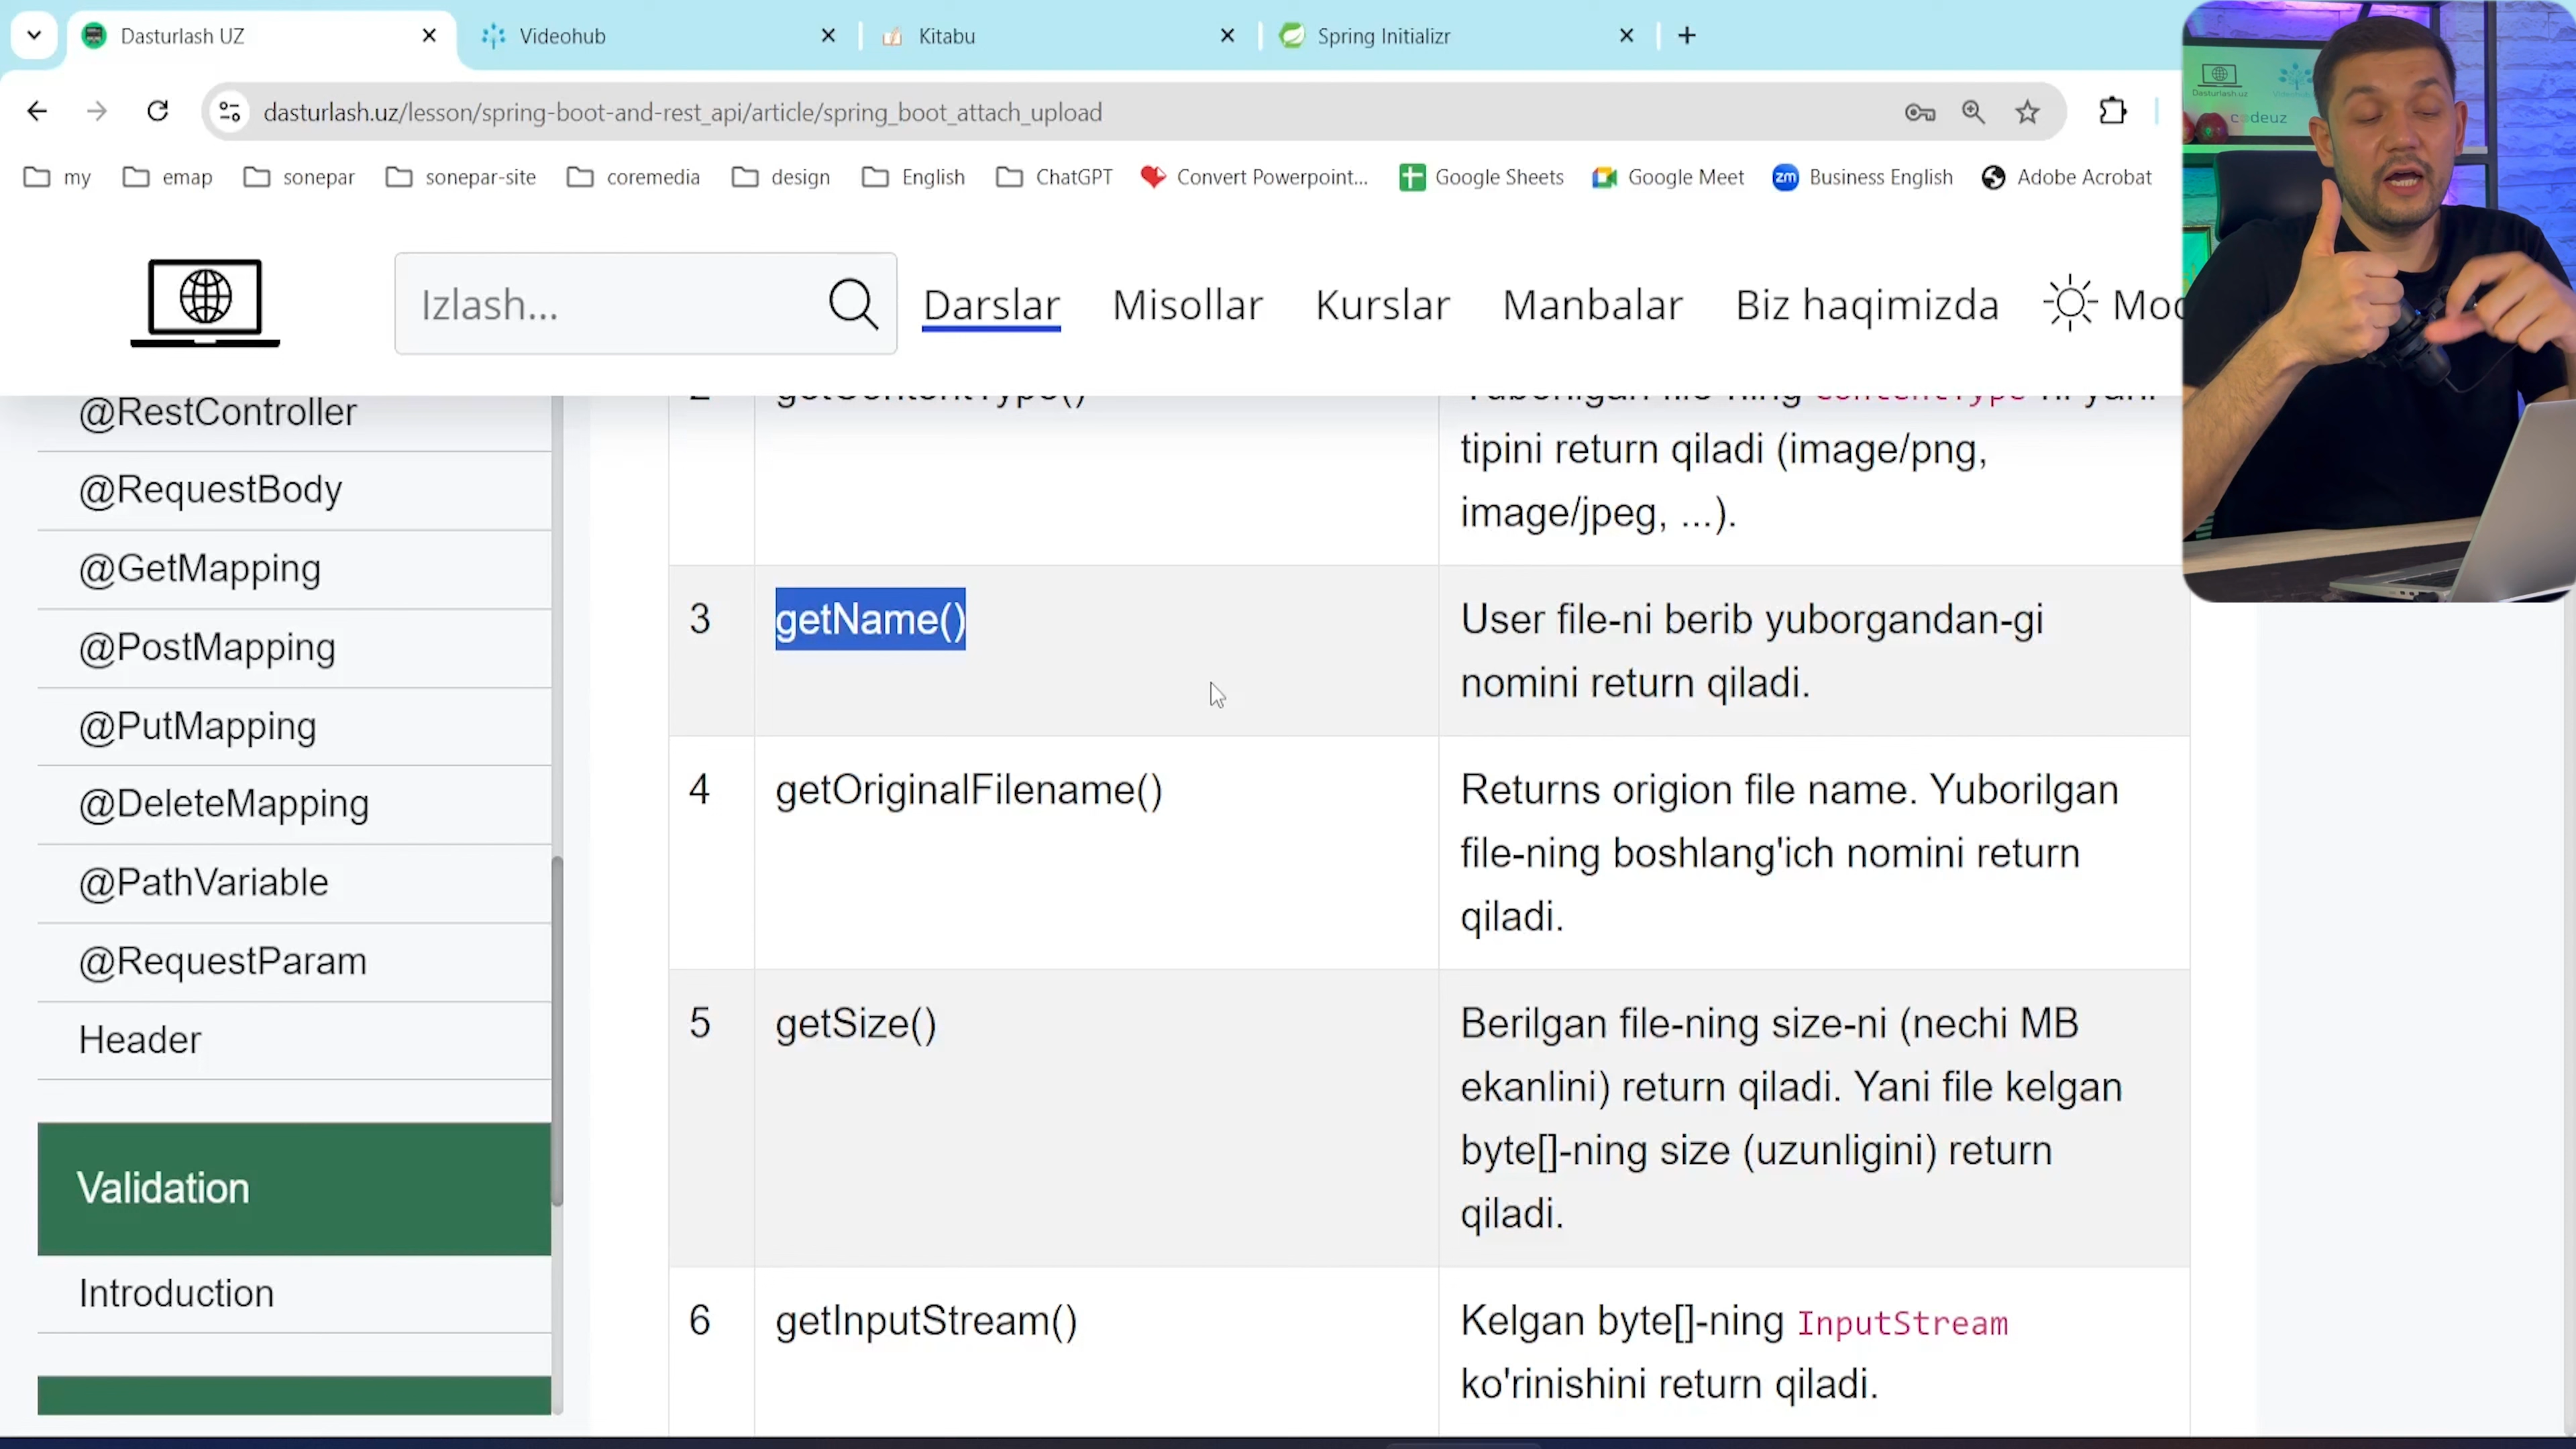 Dasturlash UZ
Videohub
Kitabu
Spring Initializr
dasturlash.uz/lesson/spring-boot-and-rest_api/article/spring_boot_attach_upload
my
emap
sonepar
sonepar-site
coremedia
design
English
ChatGPT
Convert Powerpoint...
Google Sheets
Google Meet
zm
Business English
Adobe Acrobat
Dasturlash.uz
Izlash...
Darslar
Misollar
Kurslar
Manbalar
Biz haqimizda
@RestController
@RequestBody
@GetMapping
@PostMapping
@PutMapping
@DeleteMapping
@PathVariable
@RequestParam
Header
Validation
Introduction
2 getContentType()
tipini return qiladi (image/png,
image/jpeg, ...).
3 getName()
User file-ni berib yuborgandan-gi
nomini return qiladi.
4 getOriginalFilename()
Returns origion file name. Yuborilgan
file-ning boshlang'ich nomini return
qiladi.
5 getSize()
Berilgan file-ning size-ni (nechi MB
ekanlini) return qiladi. Yani file kelgan
byte[]-ning size (uzunligini) return
qiladi.
6 getInputStream()
Kelgan byte[]-ning InputStream
ko'rinishini return qiladi.